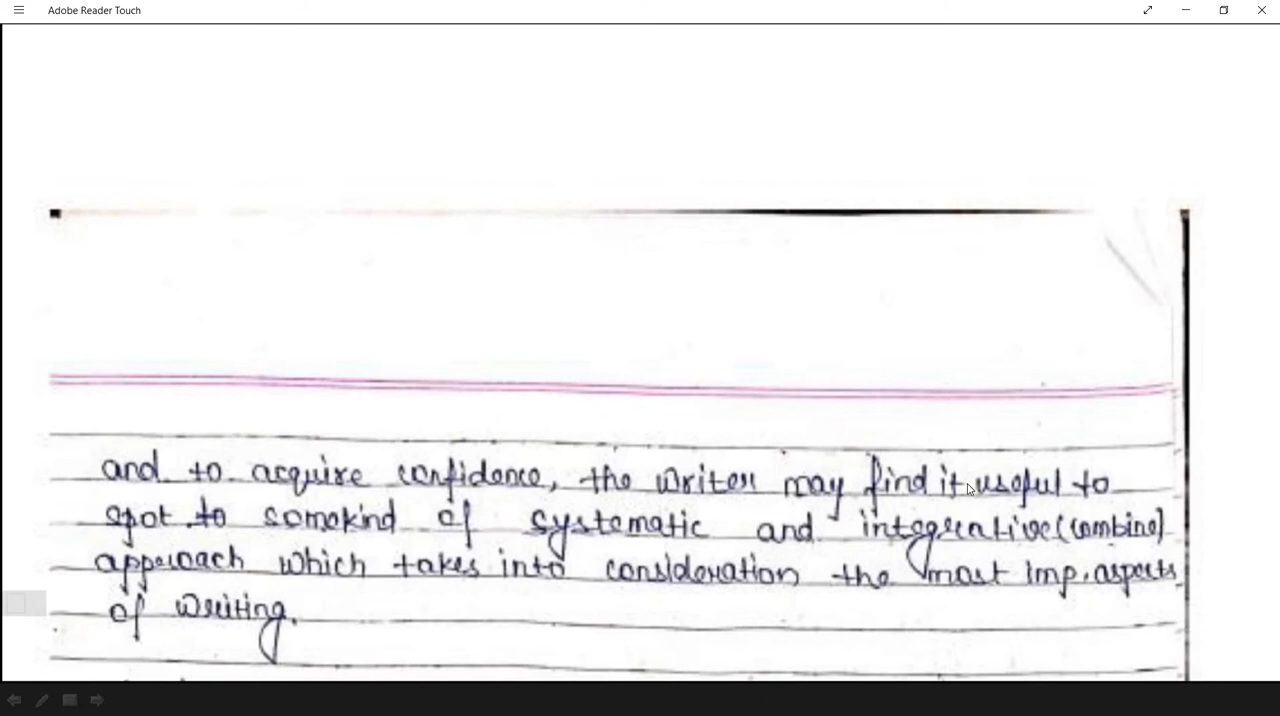 Adobe Reader Touch
and to acquire confidence, the writer may find it useful to
spot to somekind of systematic and integrative (combine)
approach which takes into consideration the most imp. aspects
of writing.